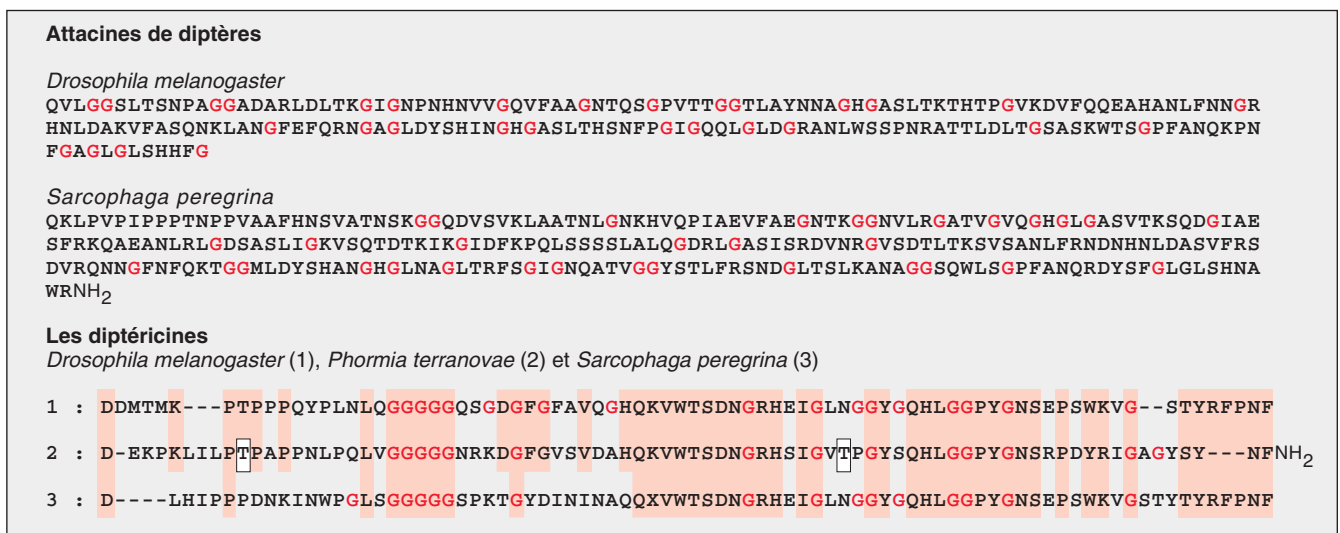 Attacines de diptères
Drosophila melanogaster
QVLGGSLTSNPAGGADARLDLTKGIGNPNHNVVGQVFAAGNTQSGPVTTGGTLAYNNAGHGASLTKTHTPGVKDVFQQEAHANLFNNGR
HNLDAKVFASQNKLANGFEFQRNGAGLDYSHINGHGASLTHSNFPGIGQQLGLDGRANLWSSPNRATTLDLTGSASKWTSGPFANQKPN
FGAGLGLSHHFG
Sarcophaga peregrina
QKLPVPIPPPTNPPVAAFHNSVATNSKGGQDVSVKLAATNLGNKHVQPIAEVFAEGNTKGGNVLRGATVGVQGHGLGASVTKSQDGIAE
SFRKQAEANLRLGDSASLIGKVSQTDTKIKGIDFKPQLSSSSLALQGDRLGASISRDVNRGVSDTLTKSVSANLFRNDNHNLDASVFRS
DVRQNNGFNFQKTGGMLDYSHANGHGLNAGLTRFSGIGNQATVGGYSTLFRSNDGLTSLKANAGGSQWLSGPFANQRDYSFGLGLSHNA
WRNH2
Les diptéricines
Drosophila melanogaster (1), Phormia terranovae (2) et Sarcophaga peregrina (3)
1 : DDMTMK---PTPPPQYPLNLQGGGGGQSGDGFGFAVQGHQKVWTSDNGRHEIGLNGGYGQHLGGPYGNSEPSWKVG--STYRFPNF
2 : D-EKPKLILPTPAPPNLPQLVGGGGGNRKDGFGVSVDAHQKVWTSDNGRHSIGVTPGYSQHLGGPYGNSRPDYRIGAGYSY---NFNH2
3 : D----LHIPPPDNKINWPGLSGGGGGSPKTGYDININAQQXVWTSDNGRHEIGLNGGYGQHLGGPYGNSEPSWKVGSTYTYRFPNF